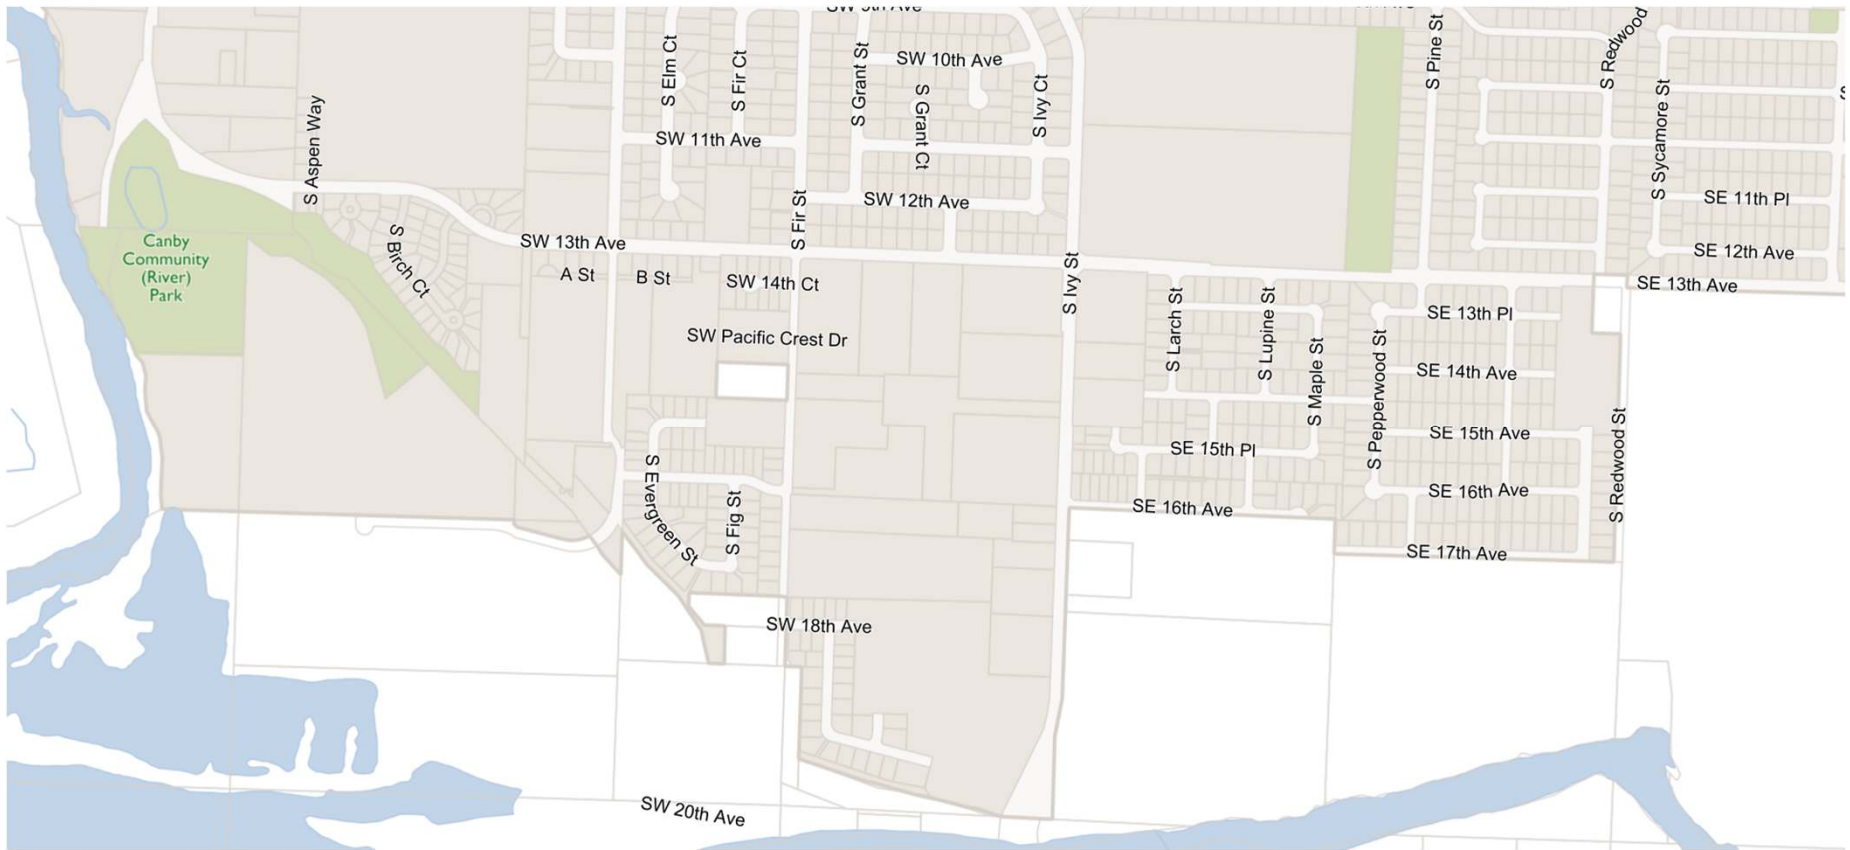 SW 9th Ave
S Pine St
S Redwood
S Elm Ct
S Fir Ct
S Grant St
SW 10th Ave
S Grant Ct
S Ivy Ct
S Sycamore St
S Aspen Way
SW 11th Ave
SW 12th Ave
SE 11th Pl
S Fir St
S Birch Ct
SW 13th Ave
SE 12th Ave
Canby
Community
(River)
Park
A St
B St
SW 14th Ct
S Ivy St
SE 13th Ave
S Larch St
S Lupine St
SE 13th Pl
SW Pacific Crest Dr
S Maple St
S Pepperwood St
SE 14th Ave
SE 15th Ave
SE 15th Pl
S Redwood St
S Evergreen St
S Fig St
SE 16th Ave
SE 16th Ave
SE 17th Ave
SW 18th Ave
SW 20th Ave